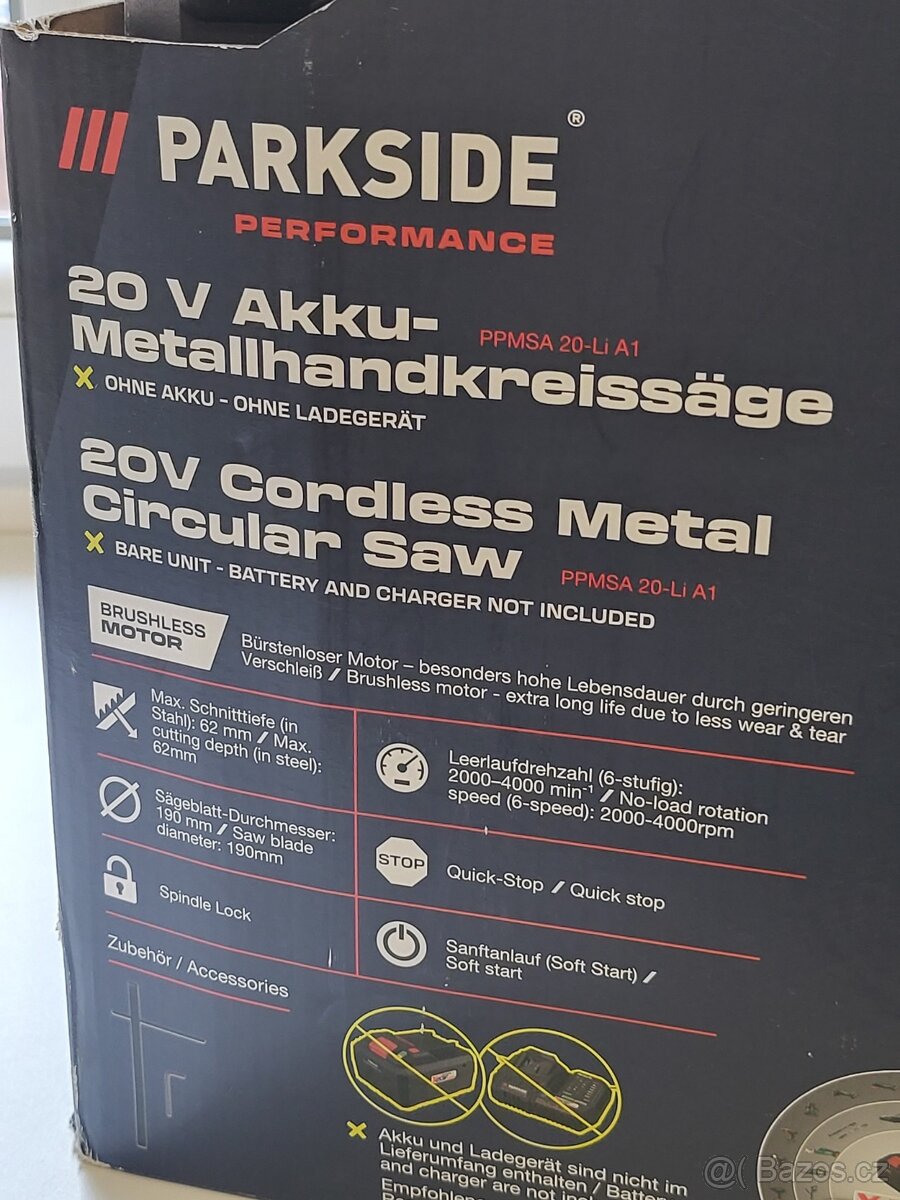 PARKSIDE®
PERFORMANCE
20 V Akku-
Metallhandkreissäge
PPMSA 20-Li A1
X OHNE AKKU - OHNE LADEGERÄT
20V Cordless Metal
Circular Saw
PPMSA 20-Li A1
X BARE UNIT - BATTERY AND CHARGER NOT INCLUDED
BRUSHLESS
MOTOR
Bürstenloser Motor – besonders hohe Lebensdauer durch geringeren
Verschleiß / Brushless motor - extra long life due to less wear & tear
Max. Schnitttiefe (in
Stahl): 62 mm / Max.
cutting depth (in steel):
62mm
Leerlaufdrehzahl (6-stufig):
2000–4000 min⁻¹ / No-load rotation
speed (6-speed): 2000-4000rpm
Sägeblatt-Durchmesser:
190 mm / Saw blade
diameter: 190mm
STOP
Quick-Stop / Quick stop
Spindle Lock
Sanftanlauf (Soft Start) /
Soft start
Zubehör / Accessories
X Akku und Ladegerät sind nicht im
Lieferumfang enthalten /
and charger are not
@( Bazos.cz